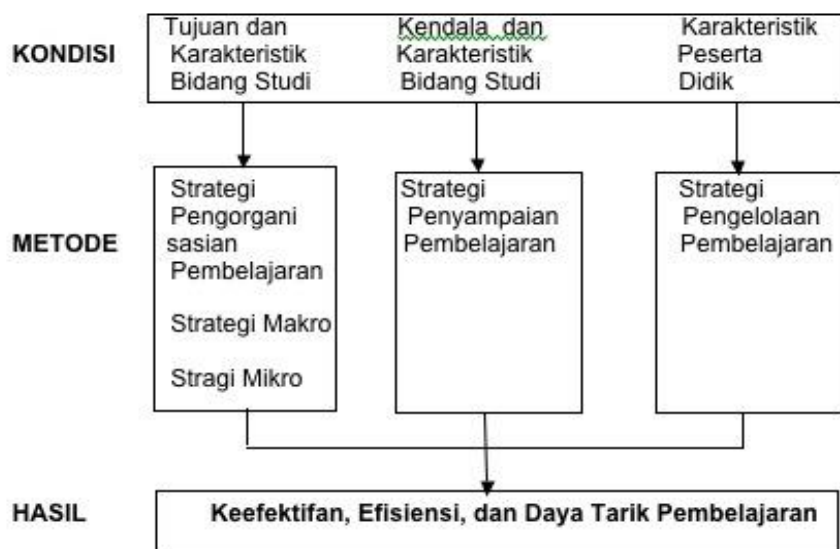 KONDISI
Tujuan dan
Karakteristik
Bidang Studi
Kendala dan
Karakteristik
Bidang Studi
Karakteristik
Peserta
Didik
METODE
Strategi
Pengorgani
sasian
Pembelajaran
Strategi Makro
Stragi Mikro
Strategi
Penyampaian
Pembelajaran
Strategi
Pengelolaan
Pembelajaran
HASIL
Keefektifan, Efisiensi, dan Daya Tarik Pembelajaran